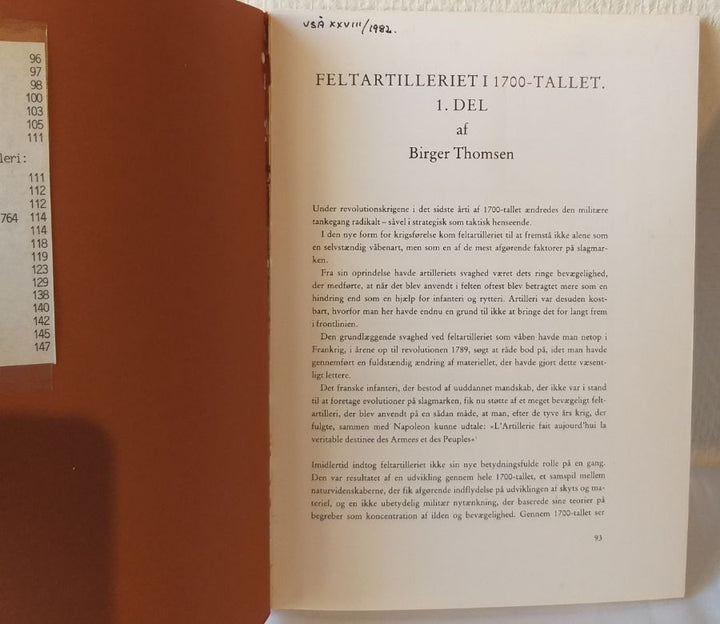 96
97
98
100
103
105
111
leri:
111
112
112
764 114
114
118
119
123
129
138
140
142
145
147
VSÅ XXVIII/1982.
FELTARTILLERIET I 1700-TALLET.
1. DEL
af
Birger Thomsen
Under revolutionskrigene i det sidste årti af 1700-tallet ændredes den militære
tankegang radikalt – såvel i strategisk som taktisk henseende.
I den nye form for krigsførelse kom feltartilleriet til at fremstå ikke alene som
en selvstændig våbenart, men som en af de mest afgørende faktorer på slagmar-
ken.
Fra sin oprindelse havde artilleriets svaghed været dets ringe bevægelighed,
der medførte, at når det blev anvendt i felten oftest blev betragtet mere som en
hindring end som en hjælp for infanteri og rytteri. Artilleri var desuden kost-
bart, hvorfor man her havde endnu en grund til ikke at bringe det for langt frem
i frontlinien.
Den grundlæggende svaghed ved feltartilleriet som våben havde man netop i
Frankrig, i årene op til revolutionen 1789, søgt at råde bod på, idet man havde
gennemført en fuldstændig ændring af materiellet, der havde gjort dette væsent-
ligt lettere.
Det franske infanteri, der bestod af uuddannet mandskab, der ikke var i stand
til at foretage evolutioner på slagmarken, fik nu støtte af et meget bevægeligt felt-
artilleri, der blev anvendt på en sådan måde, at man, efter de tyve års krig, der
fulgte, sammen med Napoleon kunne udtale: «L'Artillerie fait aujourd'hui la
veritable destinee des Armees et des Peuples»¹
Imidlertid indtog feltartilleriet ikke sin nye betydningsfulde rolle på en gang.
Den var resultatet af en udvikling gennem hele 1700-tallet, et samspil mellem
naturvidenskaberne, der fik afgørende indflydelse på udviklingen af skyts og ma-
teriel, og en ikke ubetydelig militær nytænkning, der baserede sine teorier på
begreber som koncentration af ilden og bevægelighed. Gennem 1700-tallet ser
93